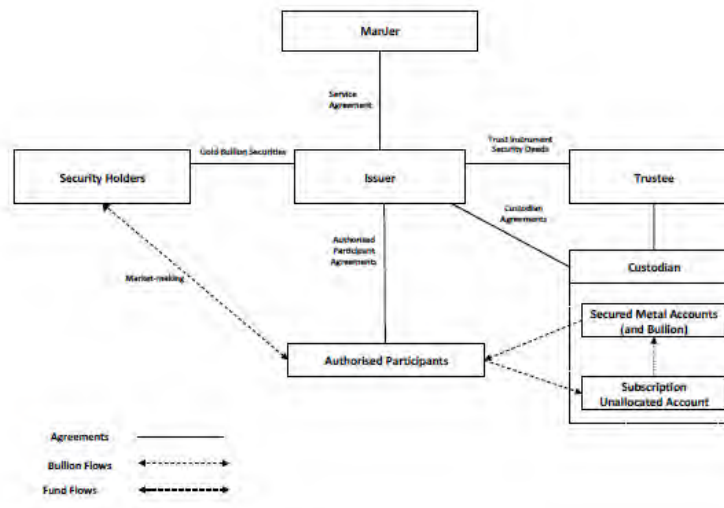 ManJer
Service
Agreement
Gold Bullion Securities
Trust Instrument
Security Deeds
Security Holders
Issuer
Trustee
Custodian
Agreements
Authorised
Participant
Agreements
Market-making
Custodian
Secured Metal Accounts
(and Bullion)
Authorised Participants
Subscription
Unallocated Account
Agreements
Bullion Flows
Fund Flows